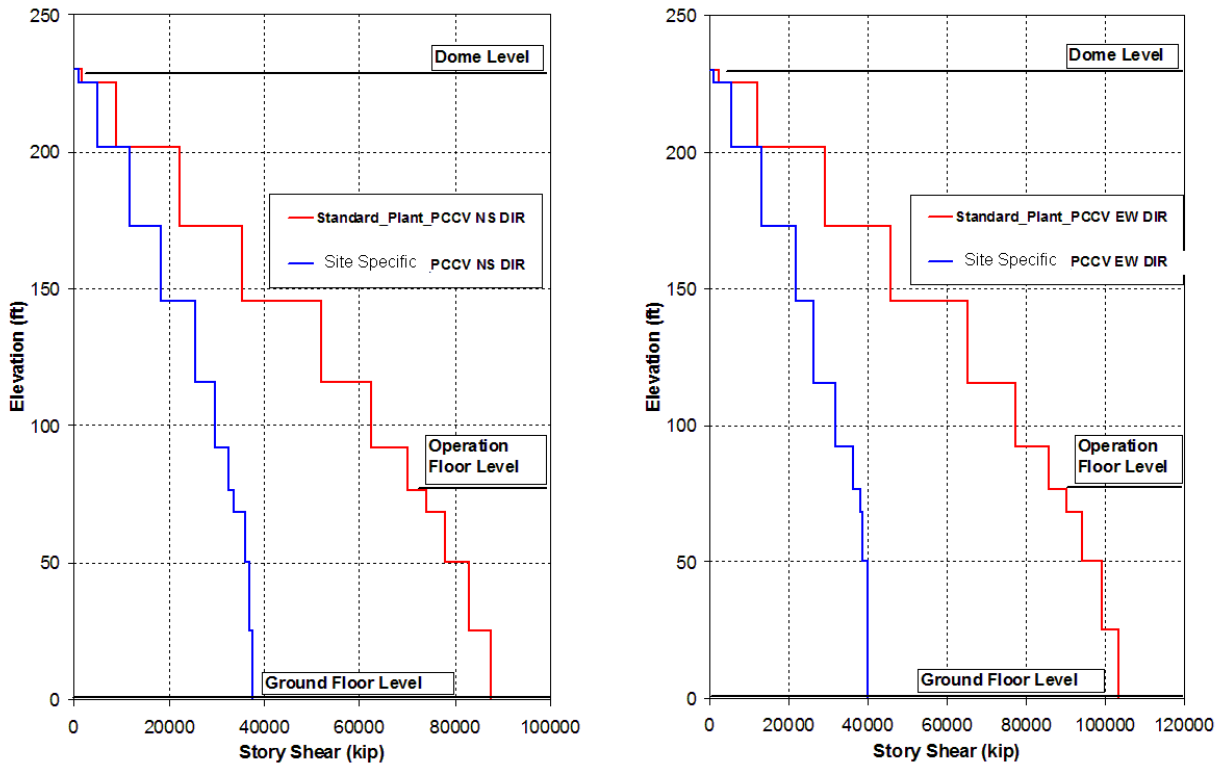 250
200
150
100
50
0
Elevation (ft)
Dome Level
Standard_Plant_PCCV NS DIR
Site Specific PCCV NS DIR
Operation
Floor Level
Ground Floor Level
0 20000 40000 60000 80000 100000
Story Shear (kip)
250
200
150
100
50
0
Elevation (ft)
Dome Level
Standard_Plant_PCCV EW DIR
Site Specific PCCV EW DIR
Operation
Floor Level
Ground Floor Level
0 20000 40000 60000 80000 100000 120000
Story Shear (kip)